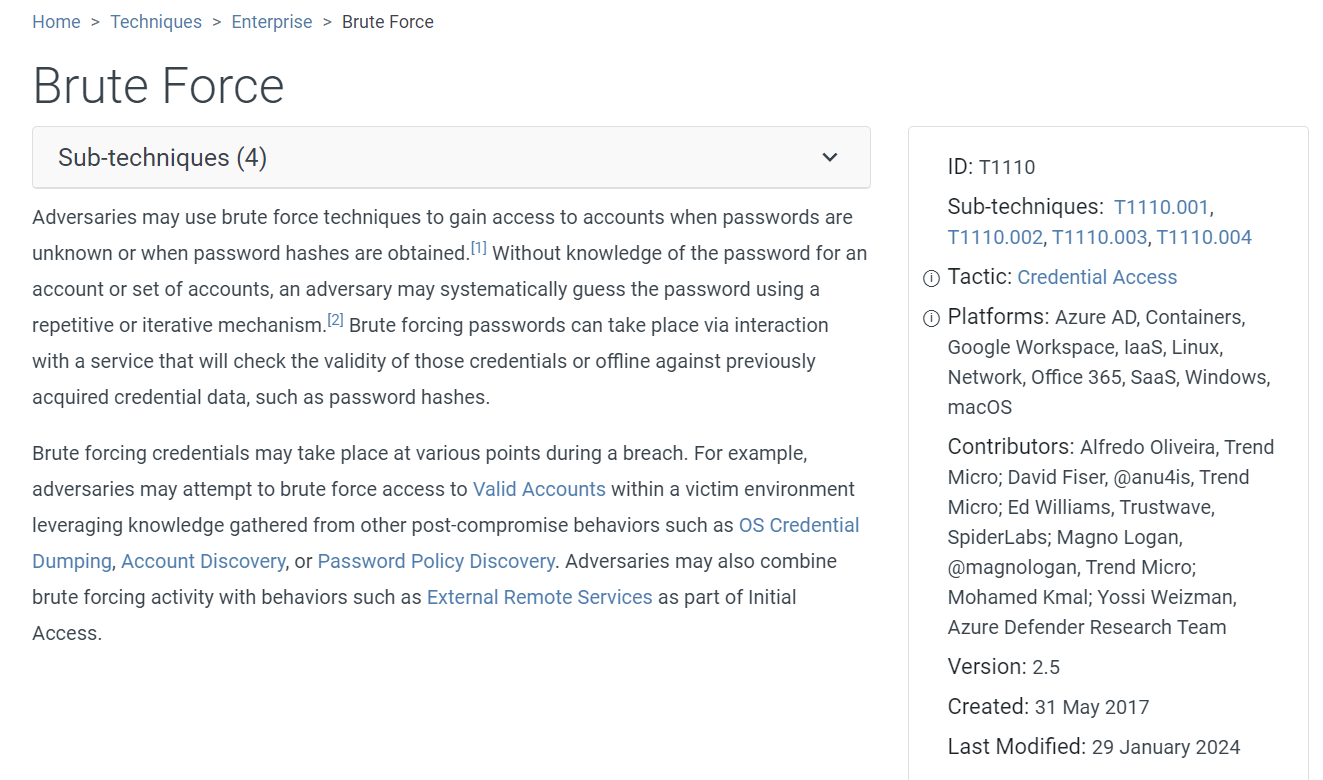 Home > Techniques > Enterprise > Brute Force
Brute Force
Sub-techniques (4)
Adversaries may use brute force techniques to gain access to accounts when passwords are
unknown or when password hashes are obtained.[1] Without knowledge of the password for an
account or set of accounts, an adversary may systematically guess the password using a
repetitive or iterative mechanism.[2] Brute forcing passwords can take place via interaction
with a service that will check the validity of those credentials or offline against previously
acquired credential data, such as password hashes.
Brute forcing credentials may take place at various points during a breach. For example,
adversaries may attempt to brute force access to Valid Accounts within a victim environment
leveraging knowledge gathered from other post-compromise behaviors such as OS Credential
Dumping, Account Discovery, or Password Policy Discovery. Adversaries may also combine
brute forcing activity with behaviors such as External Remote Services as part of Initial
Access.
ID: T1110
Sub-techniques: T1110.001,
T1110.002, T1110.003, T1110.004
Tactic: Credential Access
Platforms: Azure AD, Containers,
Google Workspace, IaaS, Linux,
Network, Office 365, SaaS, Windows,
macOS
Contributors: Alfredo Oliveira, Trend
Micro; David Fiser, @anu4is, Trend
Micro; Ed Williams, Trustwave,
SpiderLabs; Magno Logan,
@magnologan, Trend Micro;
Mohamed Kmal; Yossi Weizman,
Azure Defender Research Team
Version: 2.5
Created: 31 May 2017
Last Modified: 29 January 2024